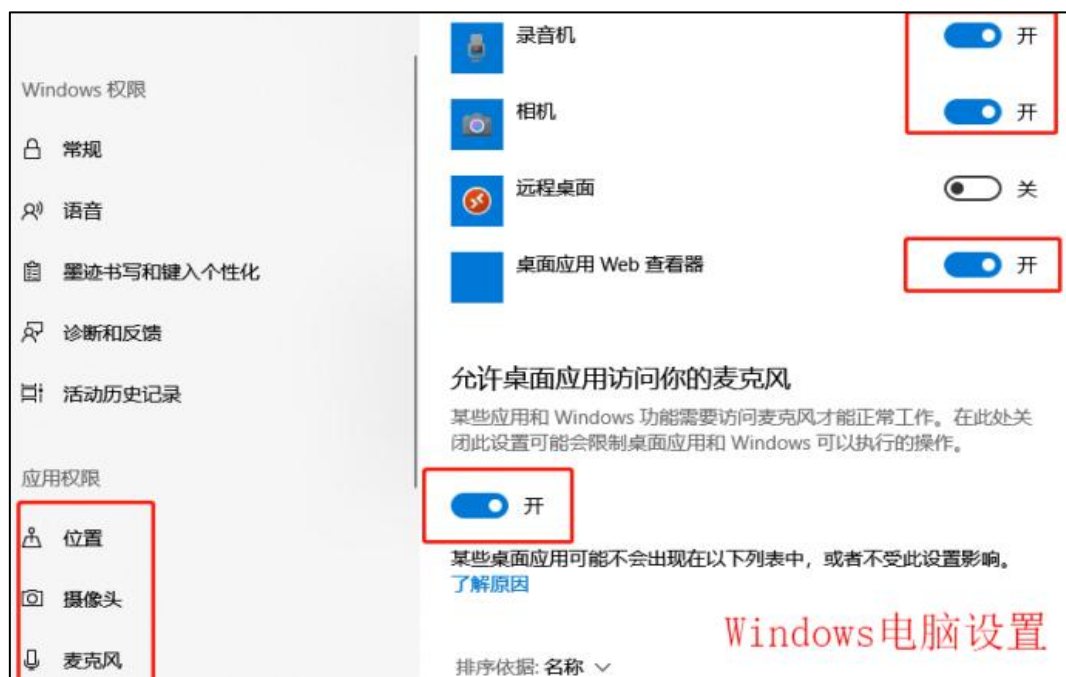 Windows 权限
常规
语音
墨迹书写和键入个性化
诊断和反馈
活动历史记录
应用权限
位置
摄像头
麦克风
录音机 开
相机 开
远程桌面 关
桌面应用 Web 查看器 开
允许桌面应用访问你的麦克风
某些应用和 Windows 功能需要访问麦克风才能正常工作。在此处关
闭此设置可能会限制桌面应用和 Windows 可以执行的操作。
开
某些桌面应用可能不会出现在以下列表中，或者不受此设置影响。
了解原因
Windows电脑设置
排序依据: 名称